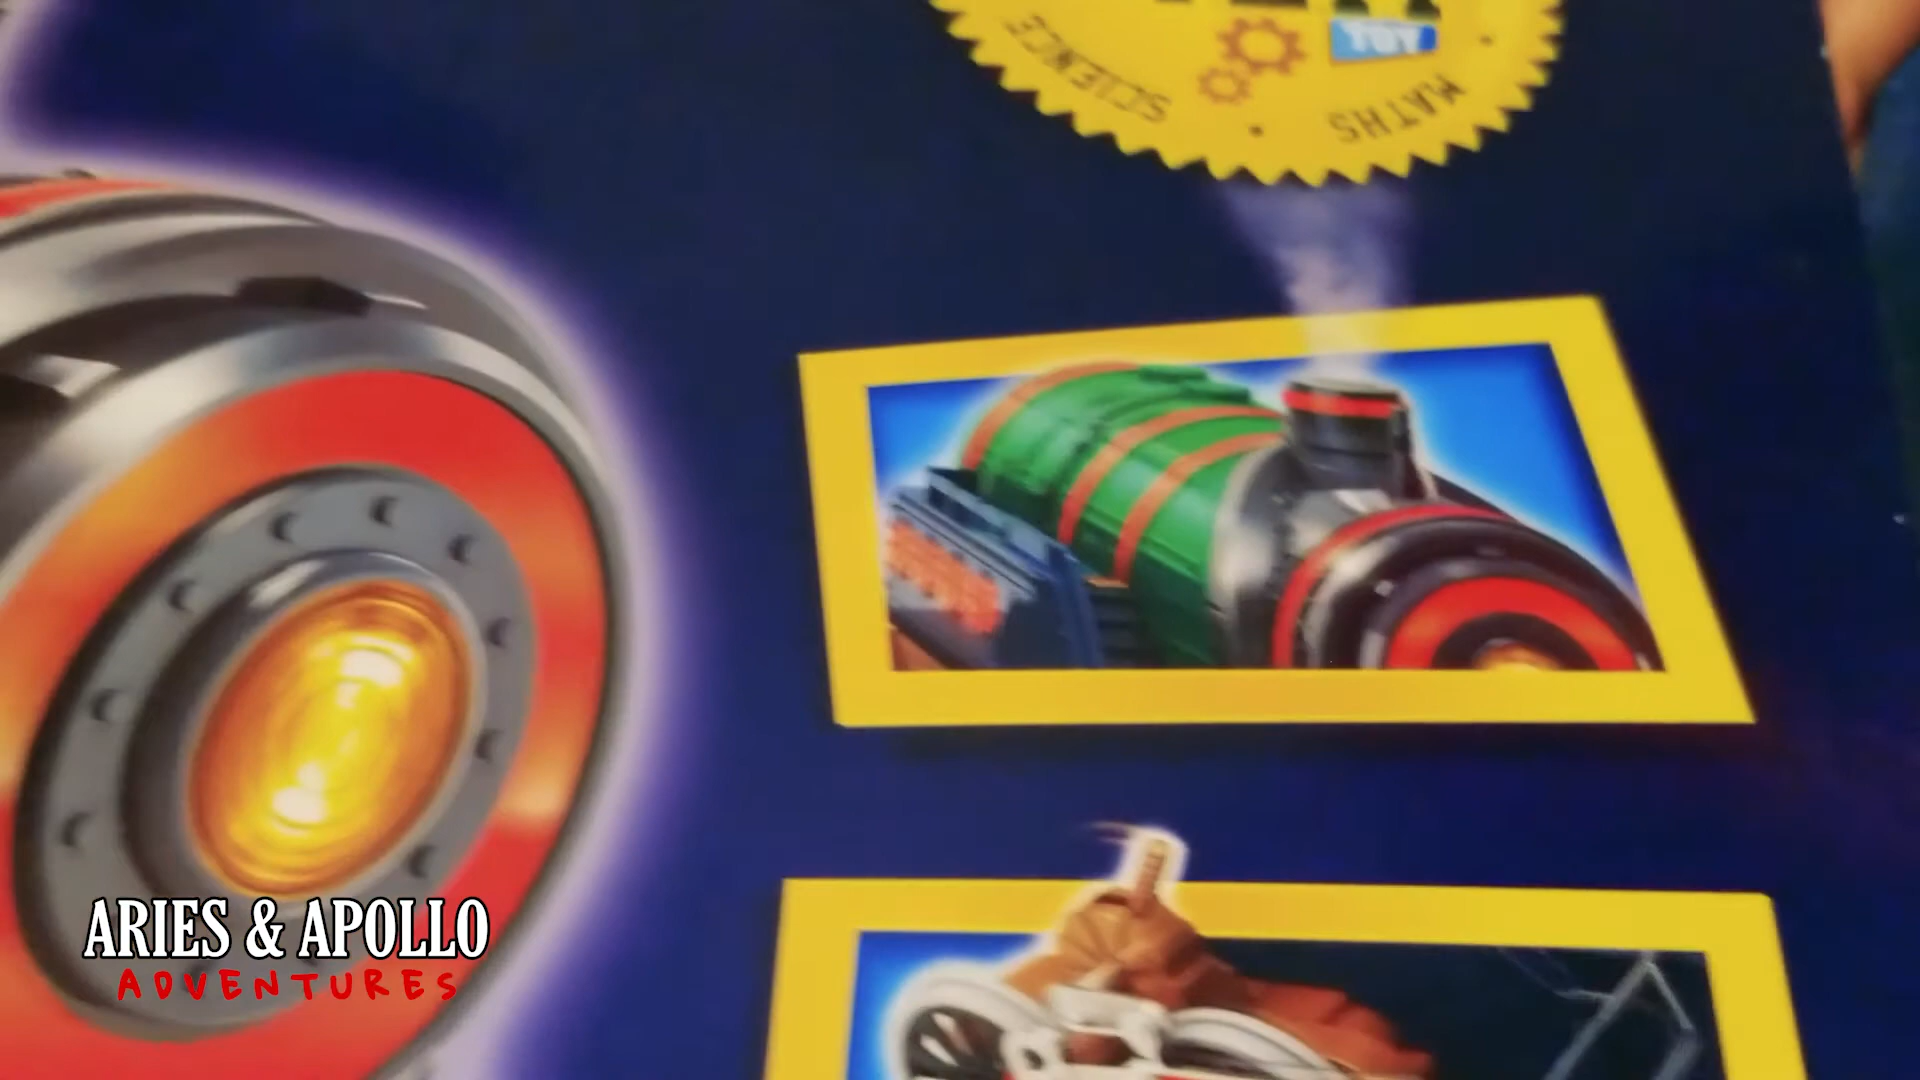 TOY
SCIENCE
MATHS
ARIES & APOLLO
ADVENTURES